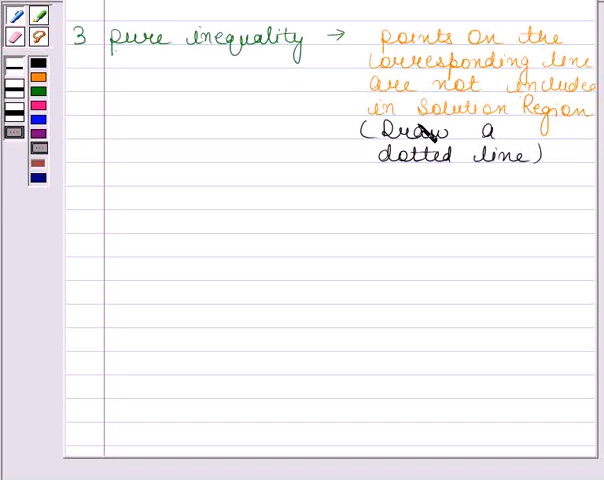 3 pure inequality → points on the
corresponding line
are not included
in Solution Region
(Draw a
dotted line)